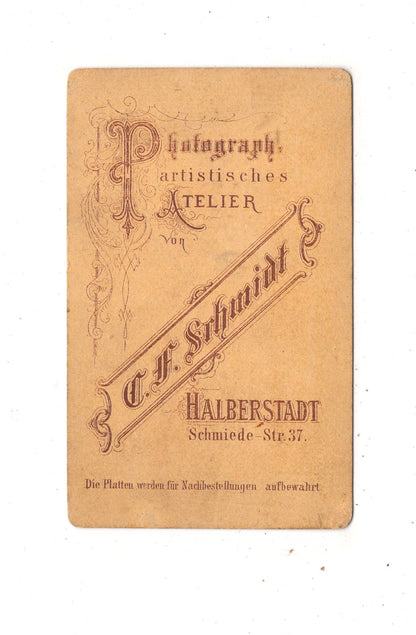 Photograph.
artistisches
ATELIER
von
C. F. Schmidt
HALBERSTADT
Schmiede-Str. 37.
Die Platten werden für Nachbestellungen aufbewahrt